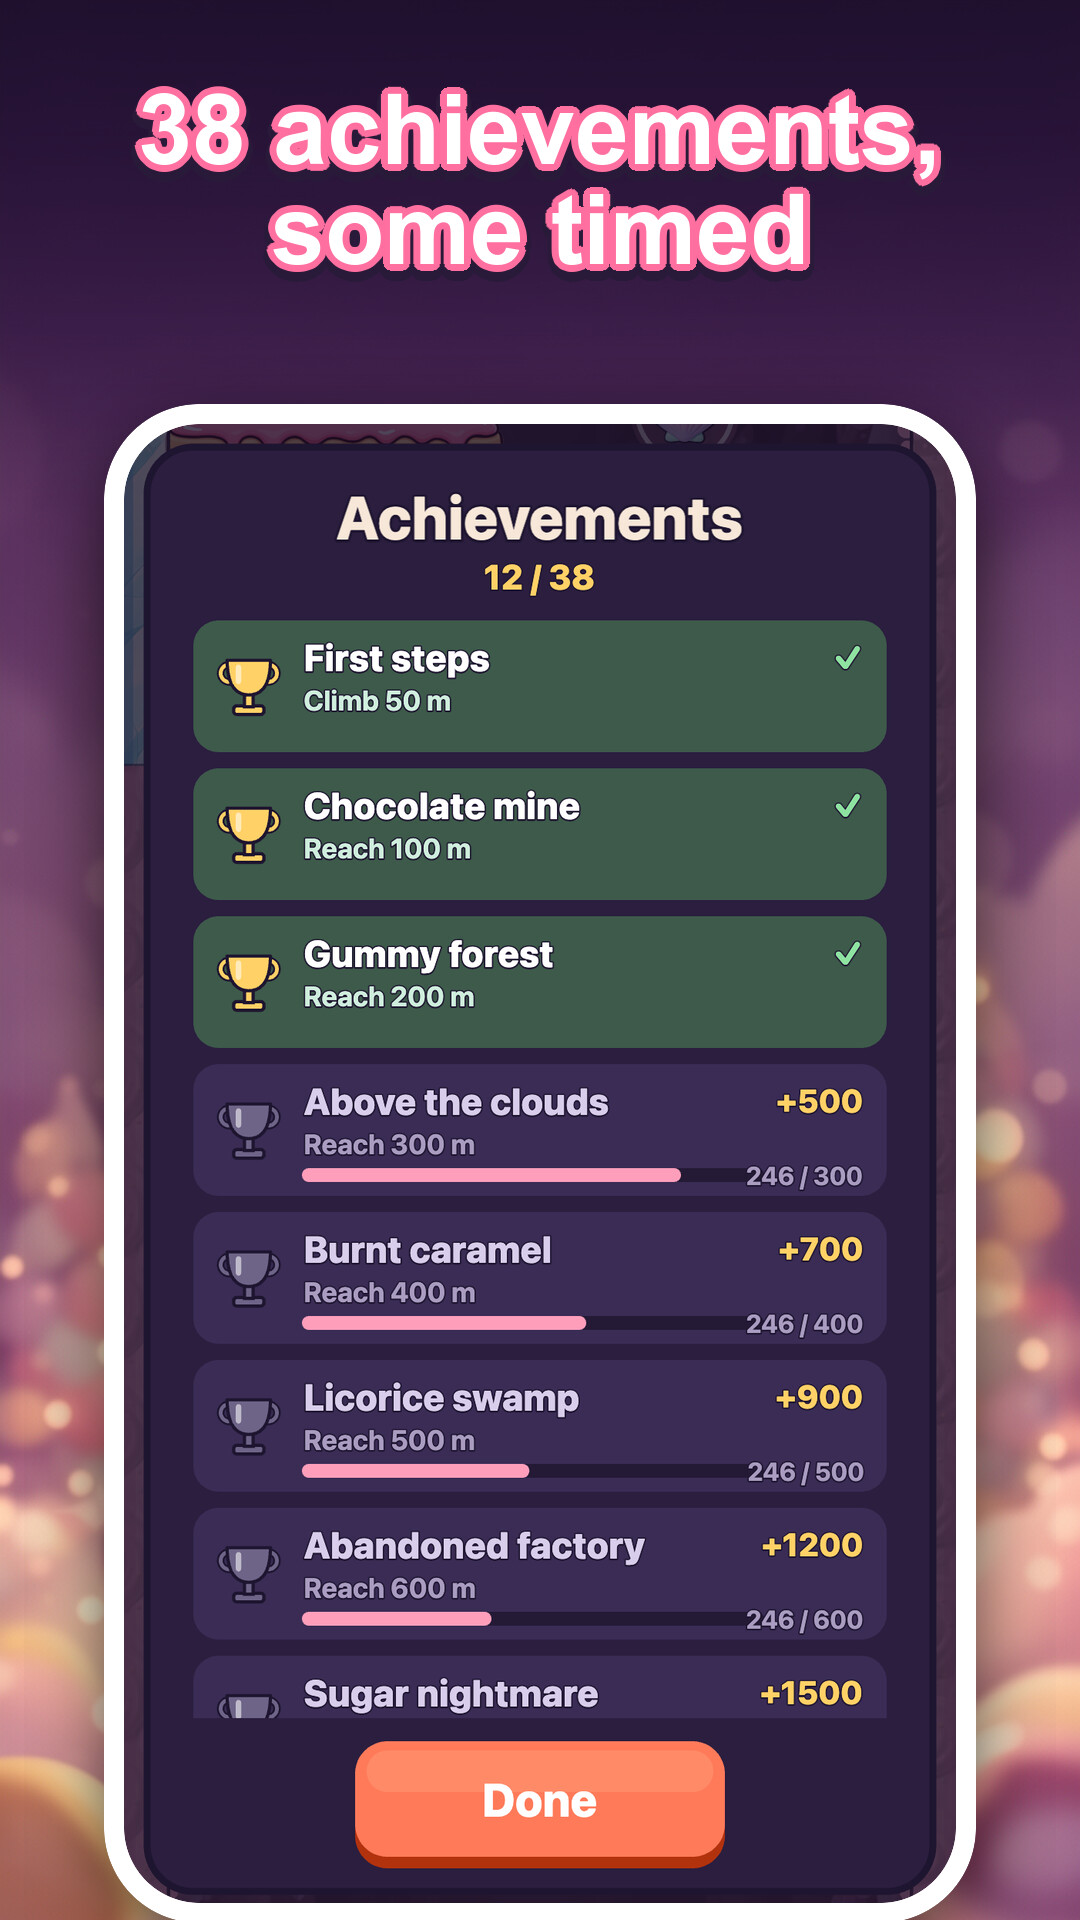 38 achievements,
some timed
Achievements
12 / 38
First steps
Climb 50 m
Chocolate mine
Reach 100 m
Gummy forest
Reach 200 m
Above the clouds
+500
Reach 300 m
246 / 300
Burnt caramel
+700
Reach 400 m
246 / 400
Licorice swamp
+900
Reach 500 m
246 / 500
Abandoned factory
+1200
Reach 600 m
246 / 600
Sugar nightmare
+1500
Done